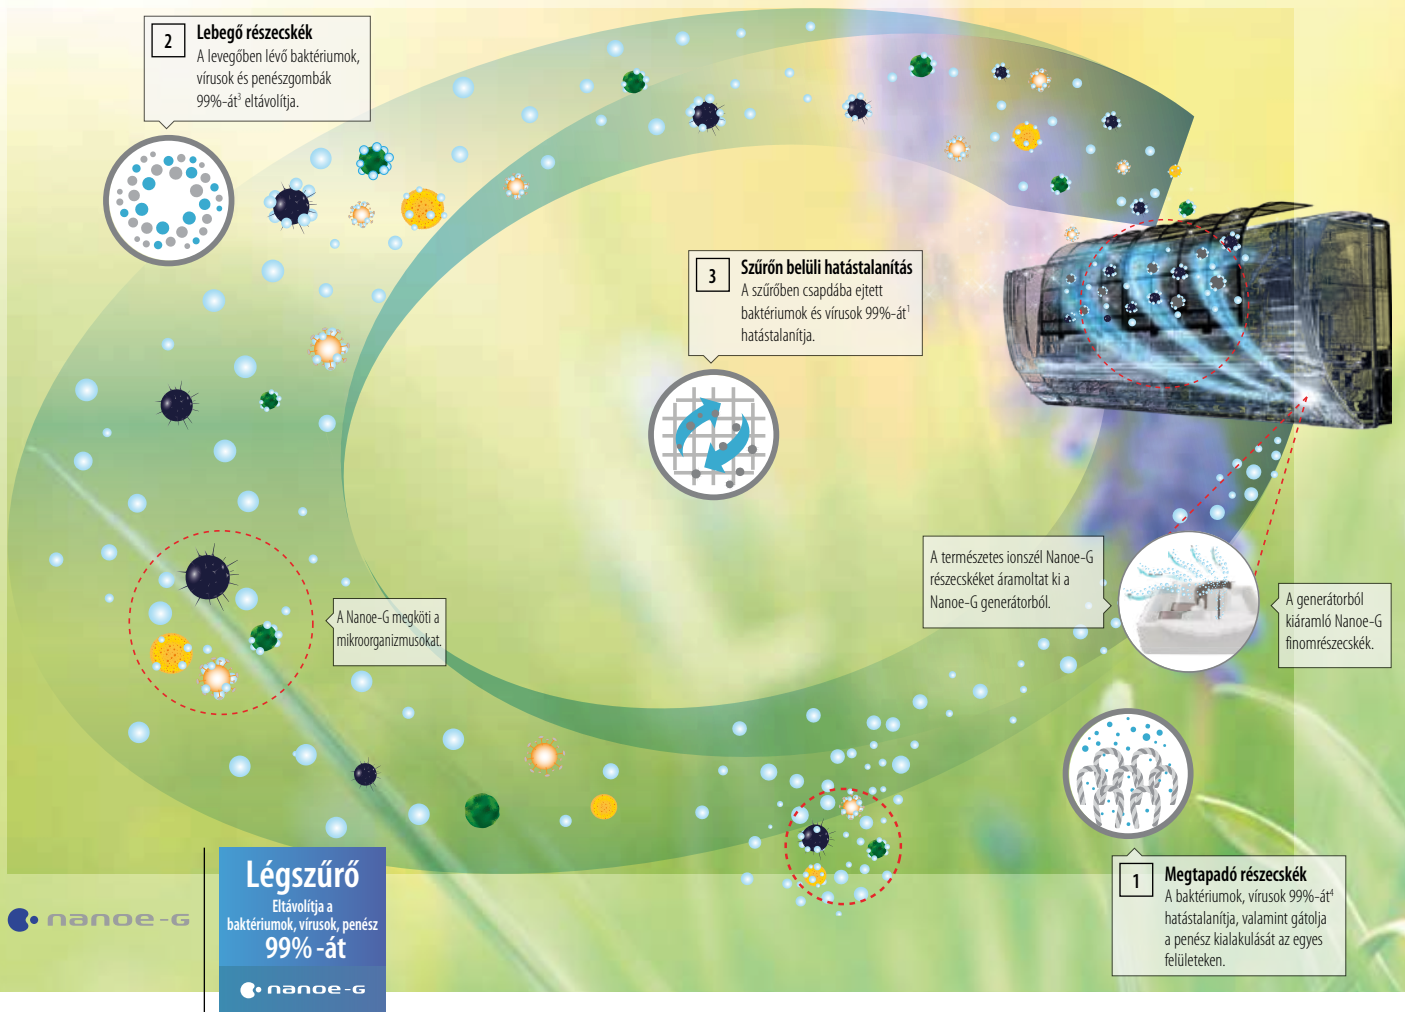 2
Lebegő részecskék
A levegőben lévő baktériumok,
vírusok és penészgombák
99%-át³ eltávolítja.
3
Szűrőn belüli hatástalanítás
A szűrőben csapdába ejtett
baktériumok és vírusok 99%-át¹
hatástalanítja.
A természetes ionszél Nanoe-G
részecskéket áramoltat ki a
Nanoe-G generátorból.
A generátorból
kiáramló Nanoe-G
finomrészecskék.
A Nanoe-G megköti a
mikroorganizmusokat.
1
Megtapadó részecskék
A baktériumok, vírusok 99%-át⁴
hatástalanítja, valamint gátolja
a penész kialakulását az egyes
felületeken.
nanoe-G
Légszűrő
Eltávolítja a
baktériumok, vírusok, penész
99% -át
nanoe-G